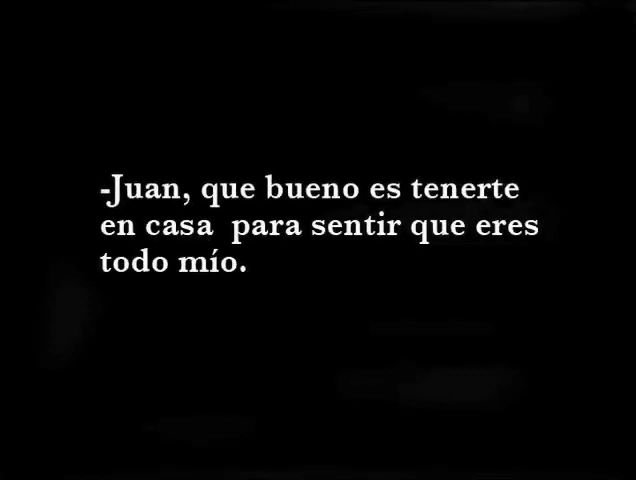 -Juan, que bueno es tenerte
en casa  para sentir que eres
todo mío.